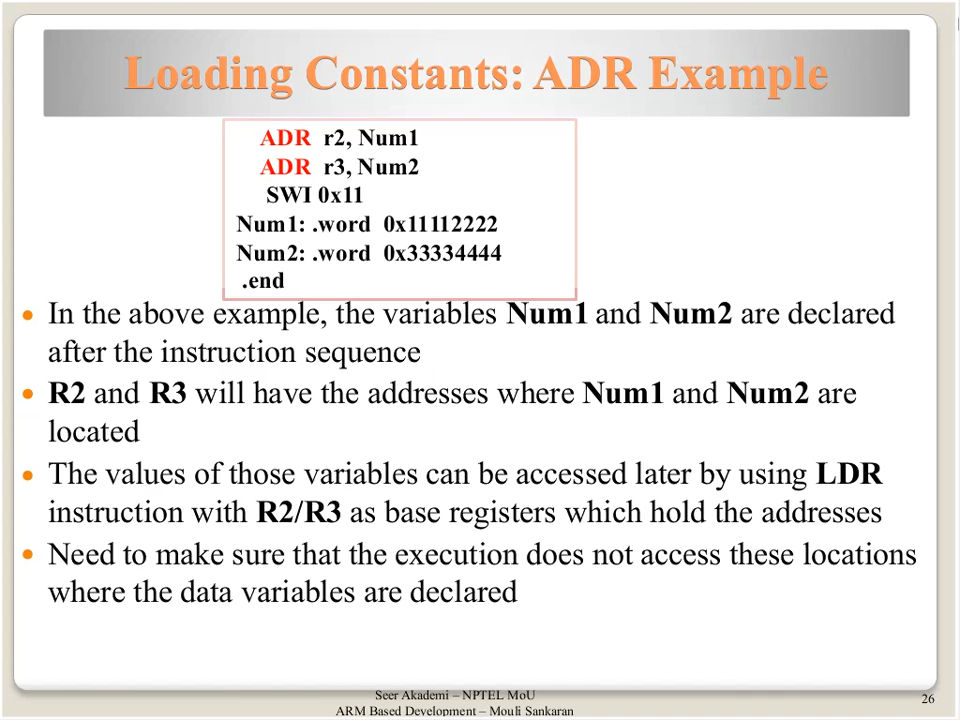 Loading Constants: ADR Example
ADR r2, Num1
ADR r3, Num2
SWI 0x11
Num1: .word 0x11112222
Num2: .word 0x33334444
.end
• In the above example, the variables Num1 and Num2 are declared
after the instruction sequence
• R2 and R3 will have the addresses where Num1 and Num2 are
located
• The values of those variables can be accessed later by using LDR
instruction with R2/R3 as base registers which hold the addresses
• Need to make sure that the execution does not access these locations
where the data variables are declared
Seer Akademi – NPTEL MoU
ARM Based Development – Mouli Sankaran
26